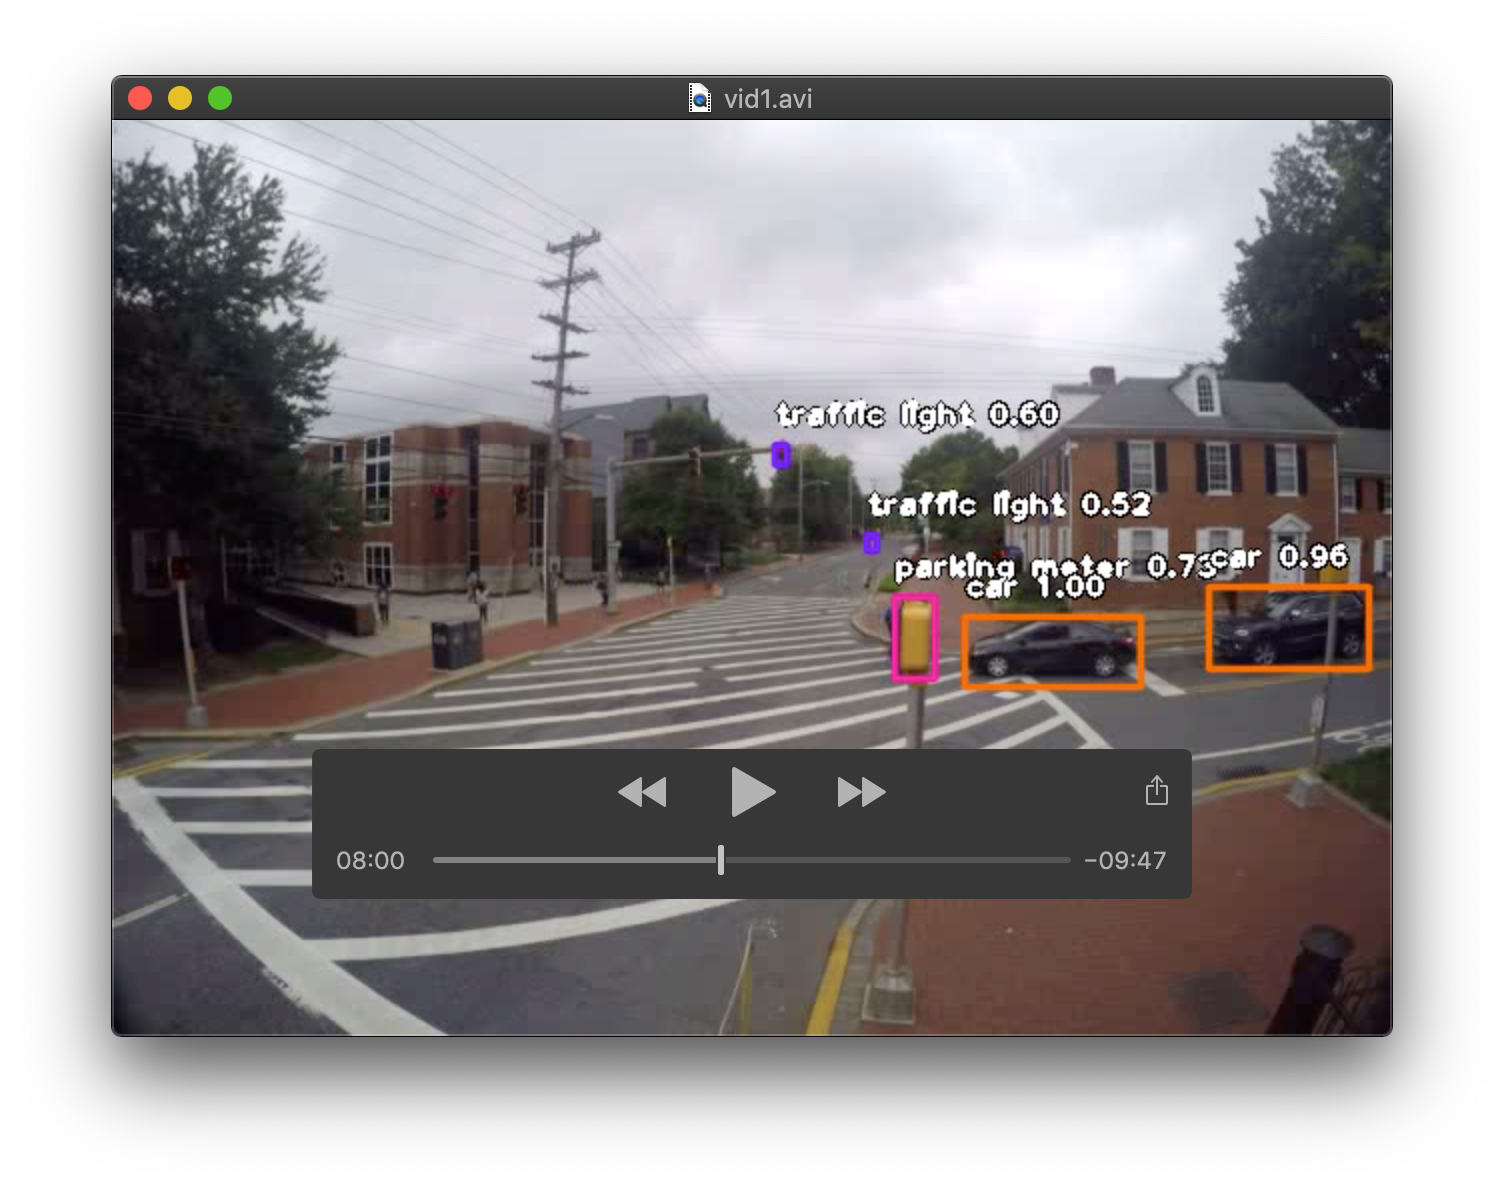 vid1.avi
traffic light 0.60
traffic light 0.52
parking meter 0.73
car 0.96
car 1.00
08:00
−09:47